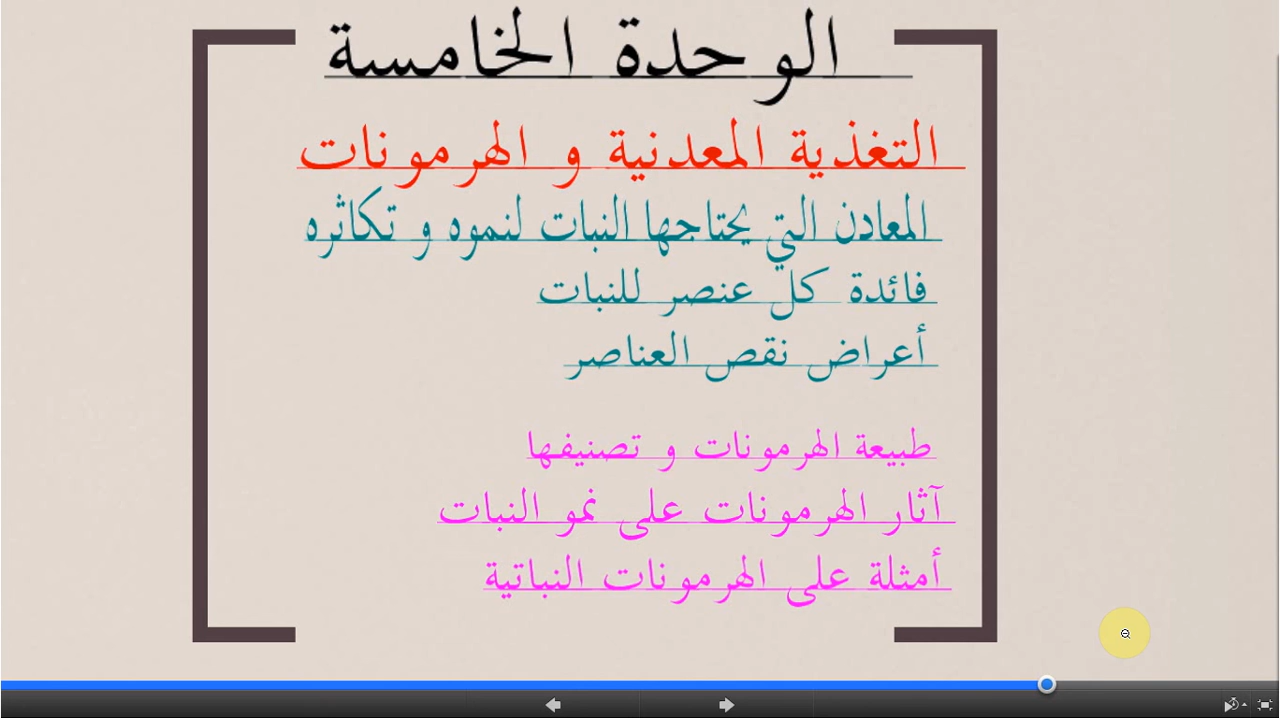 الوحدة الخامسة
التغذية المعدنية و الهرمونات
المعادن التي يحتاجها النبات لنموه و تكاثره
فائدة كل عنصر للنبات
أعراض نقص العناصر
طبيعة الهرمونات و تصنيفها
آثار الهرمونات على نمو النبات
أمثلة على الهرمونات النباتية